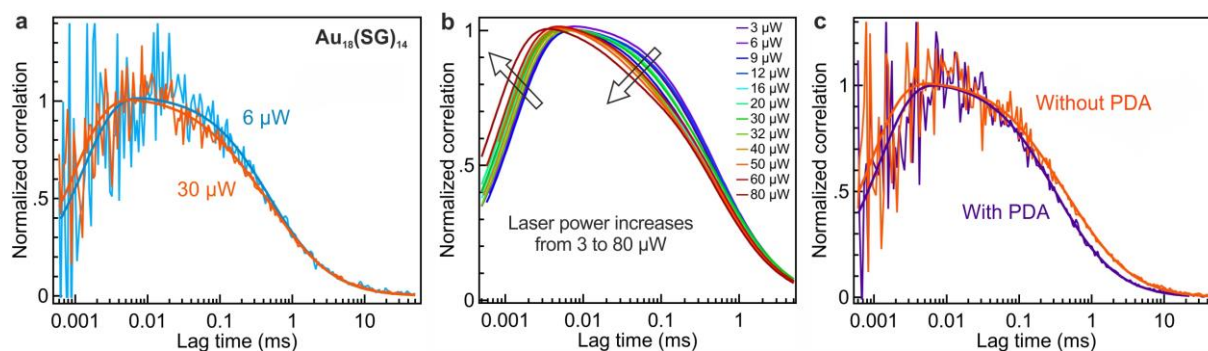 a
Au18(SG)14
Normalized correlation
1
.5
0
6 µW
30 µW
0.001 0.01 0.1 1 10
Lag time (ms)
b
Normalized correlation
1
.5
0
3 µW
6 µW
9 µW
12 µW
16 µW
20 µW
30 µW
32 µW
40 µW
50 µW
60 µW
80 µW
Laser power increases
from 3 to 80 µW
0.001 0.01 0.1 1
Lag time (ms)
c
Normalized correlation
1
.5
0
Without PDA
With PDA
0.001 0.01 0.1 1 10
Lag time (ms)